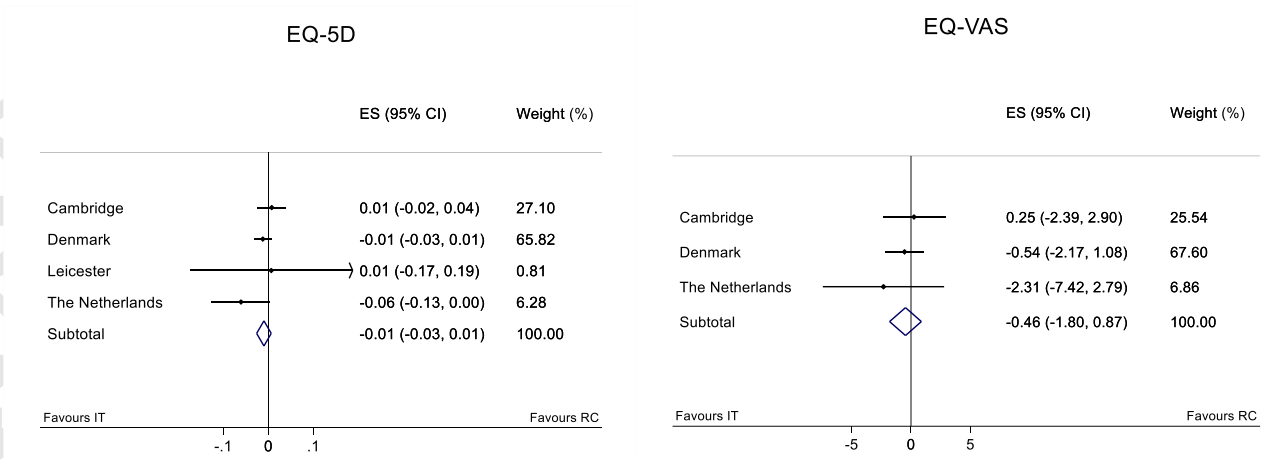 EQ-5D
ES (95% CI) Weight (%)
Cambridge 0.01 (-0.02, 0.04) 27.10
Denmark -0.01 (-0.03, 0.01) 65.82
Leicester 0.01 (-0.17, 0.19) 0.81
The Netherlands -0.06 (-0.13, 0.00) 6.28
Subtotal -0.01 (-0.03, 0.01) 100.00
Favours IT Favours RC
-.1 0 .1
EQ-VAS
ES (95% CI) Weight (%)
Cambridge 0.25 (-2.39, 2.90) 25.54
Denmark -0.54 (-2.17, 1.08) 67.60
The Netherlands -2.31 (-7.42, 2.79) 6.86
Subtotal -0.46 (-1.80, 0.87) 100.00
Favours IT Favours RC
-5 0 5